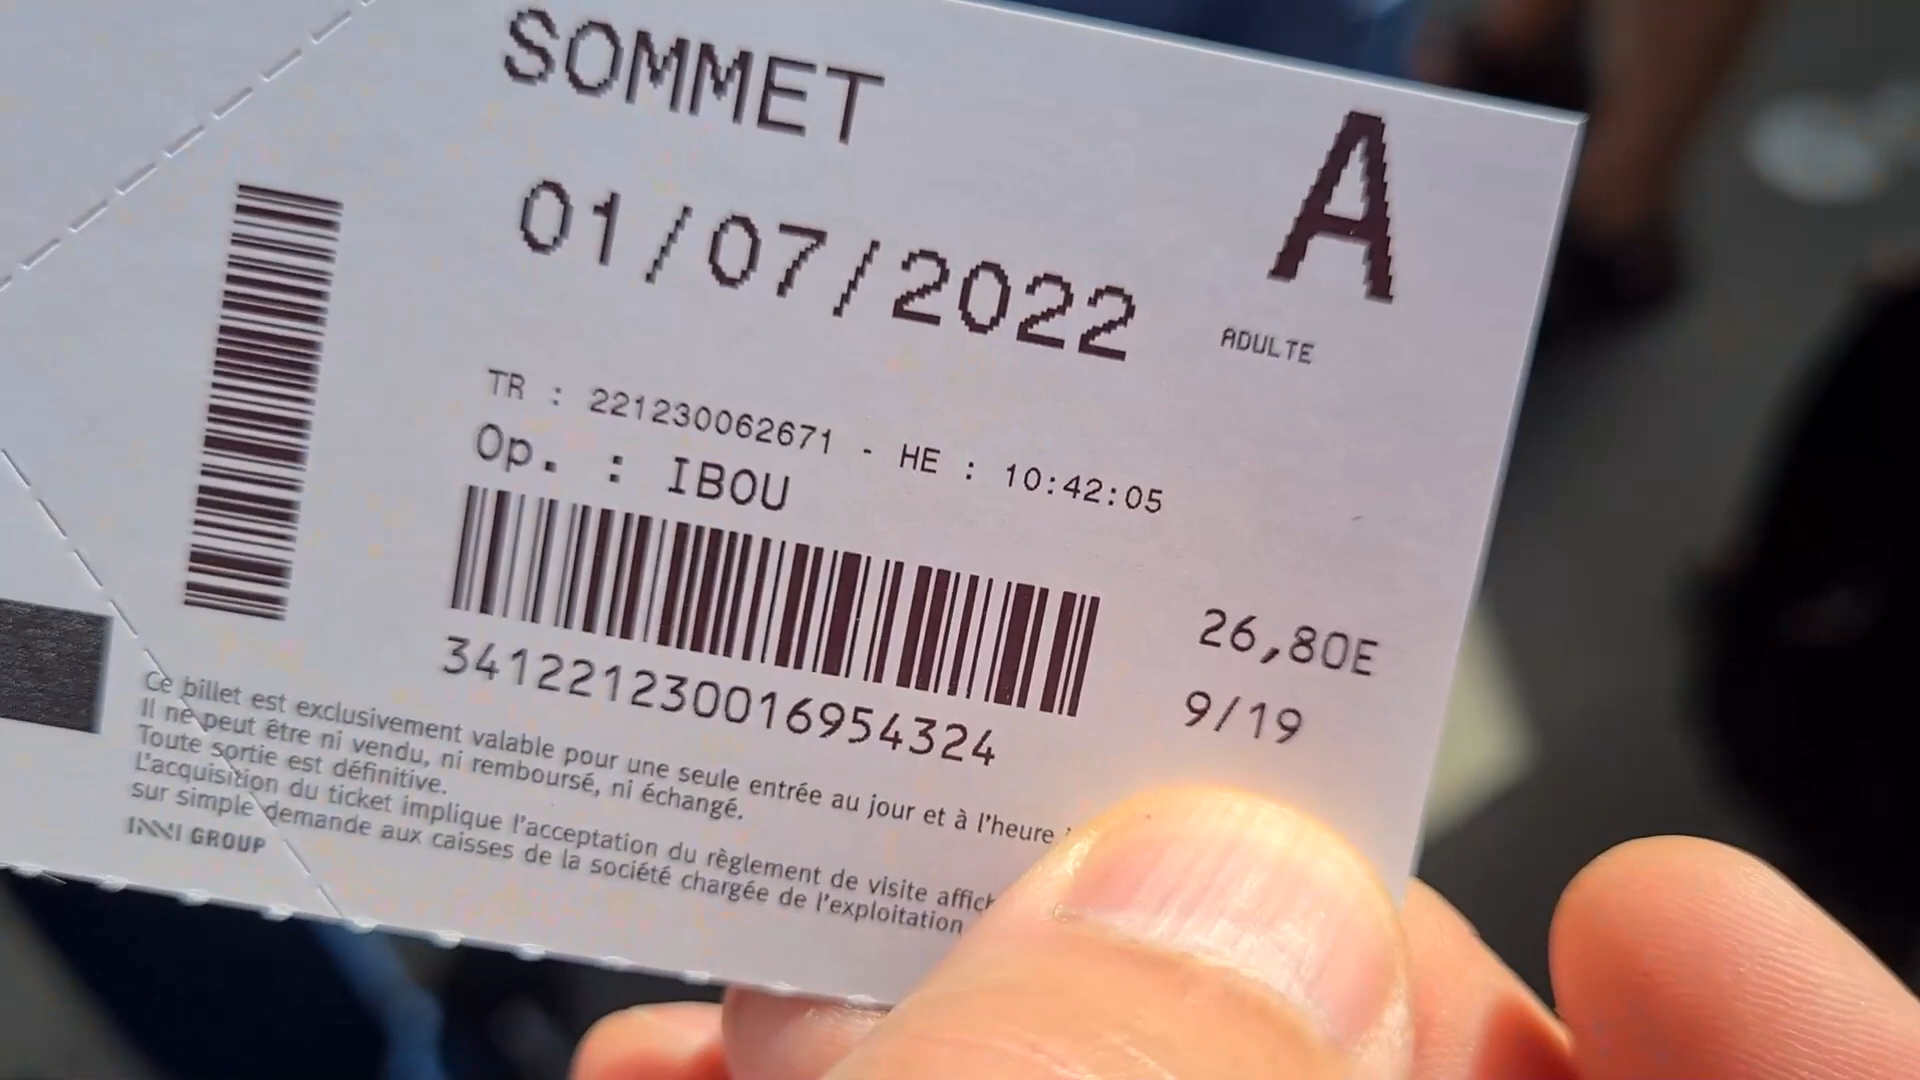 SOMMET
A
01/07/2022
ADULTE
TR : 221230062671 - HE : 10:42:05
Op. : IBOU
341221230016954324
26,80E
9/19
Ce billet est exclusivement valable pour une seule entrée au jour et à l'heure
Il ne peut être ni vendu, ni remboursé, ni échangé.
Toute sortie est définitive.
L'acquisition du ticket implique l'acceptation du règlement de visite
sur simple demande aux caisses de la société chargée de l'exploitation
GROUP